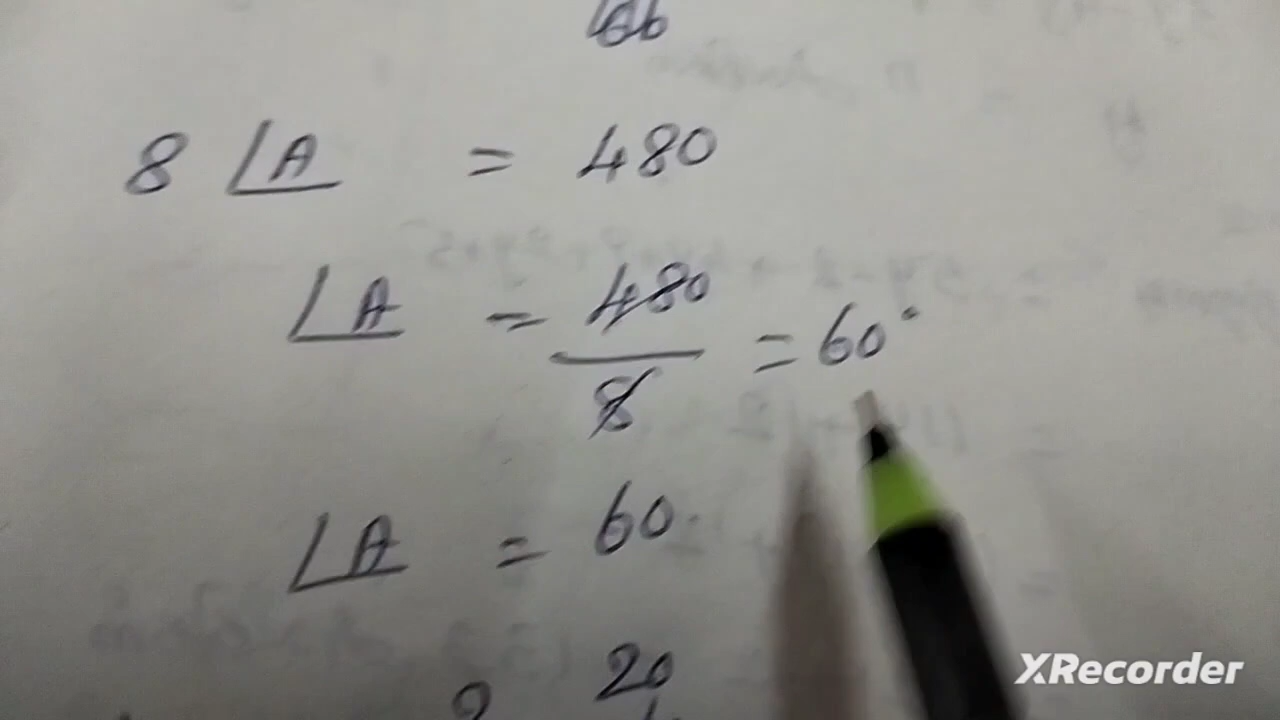 8 ∠A = 480
∠A = 480/8 = 60°
∠A = 60
20
XRecorder